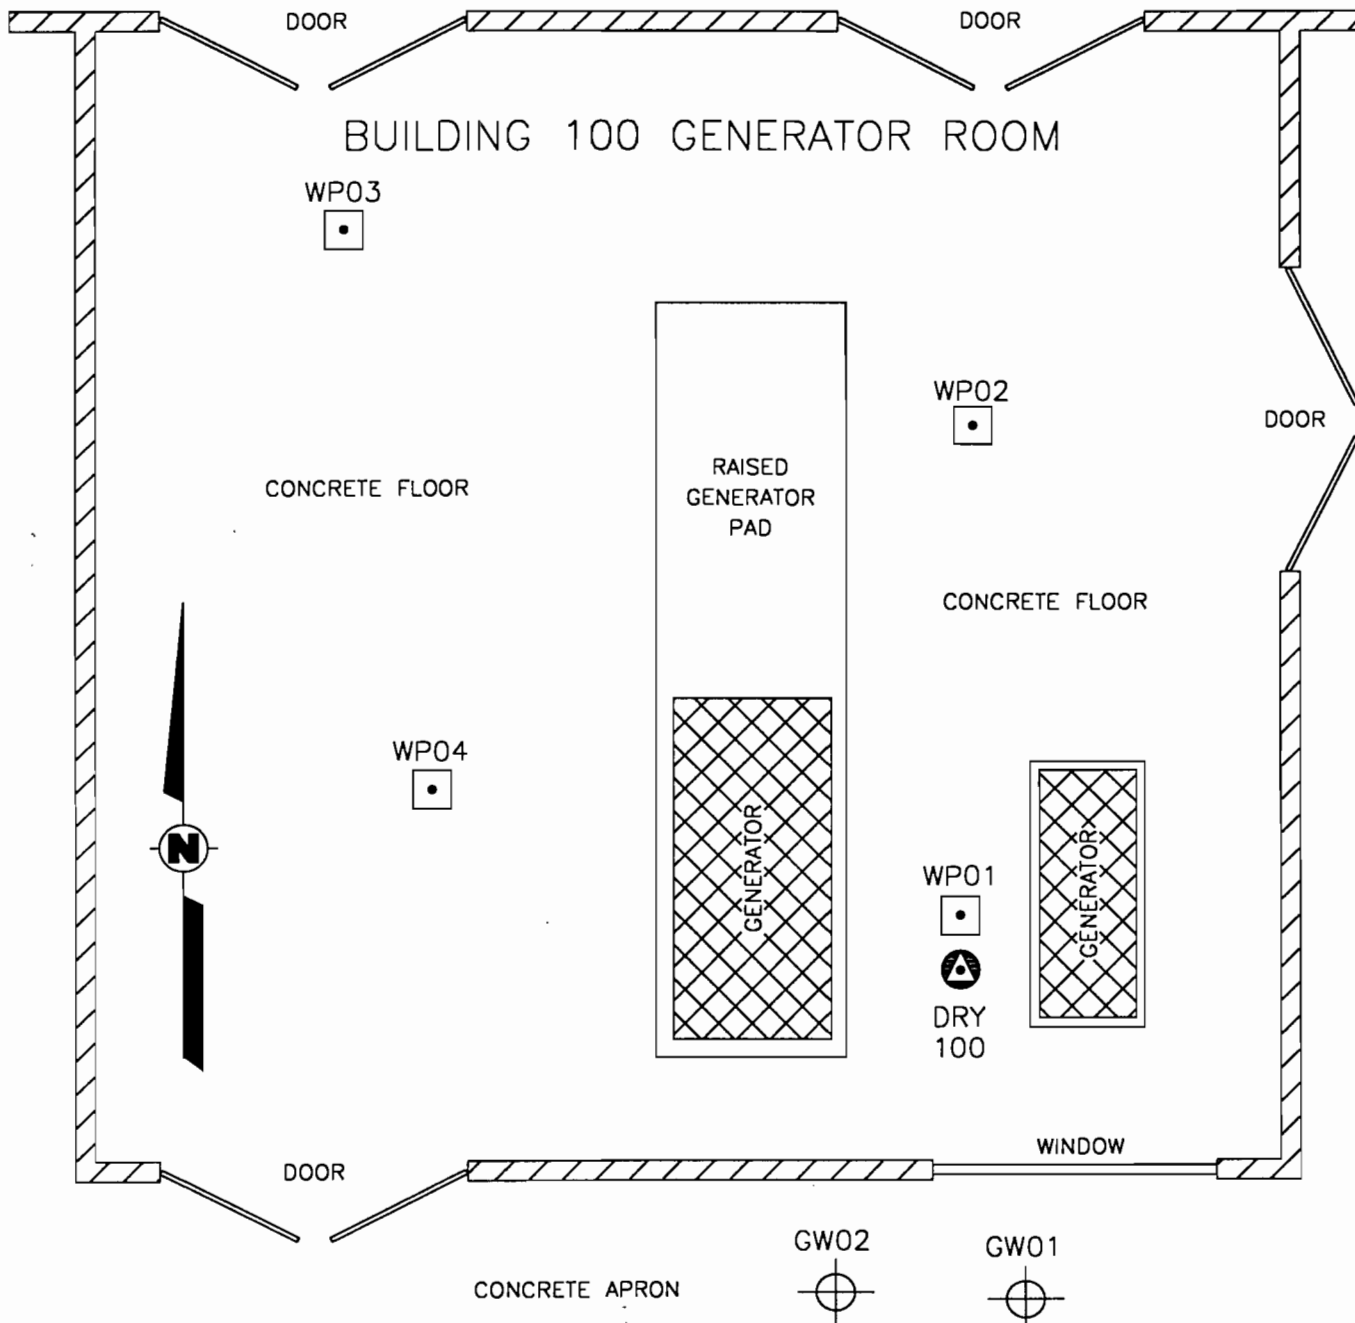 DOOR
DOOR
BUILDING 100 GENERATOR ROOM
WP03
WP02
DOOR
RAISED
GENERATOR
PAD
CONCRETE FLOOR
CONCRETE FLOOR
WP04
GENERATOR
GENERATOR
N
WP01
DRY
100
WINDOW
DOOR
GW02
GW01
CONCRETE APRON